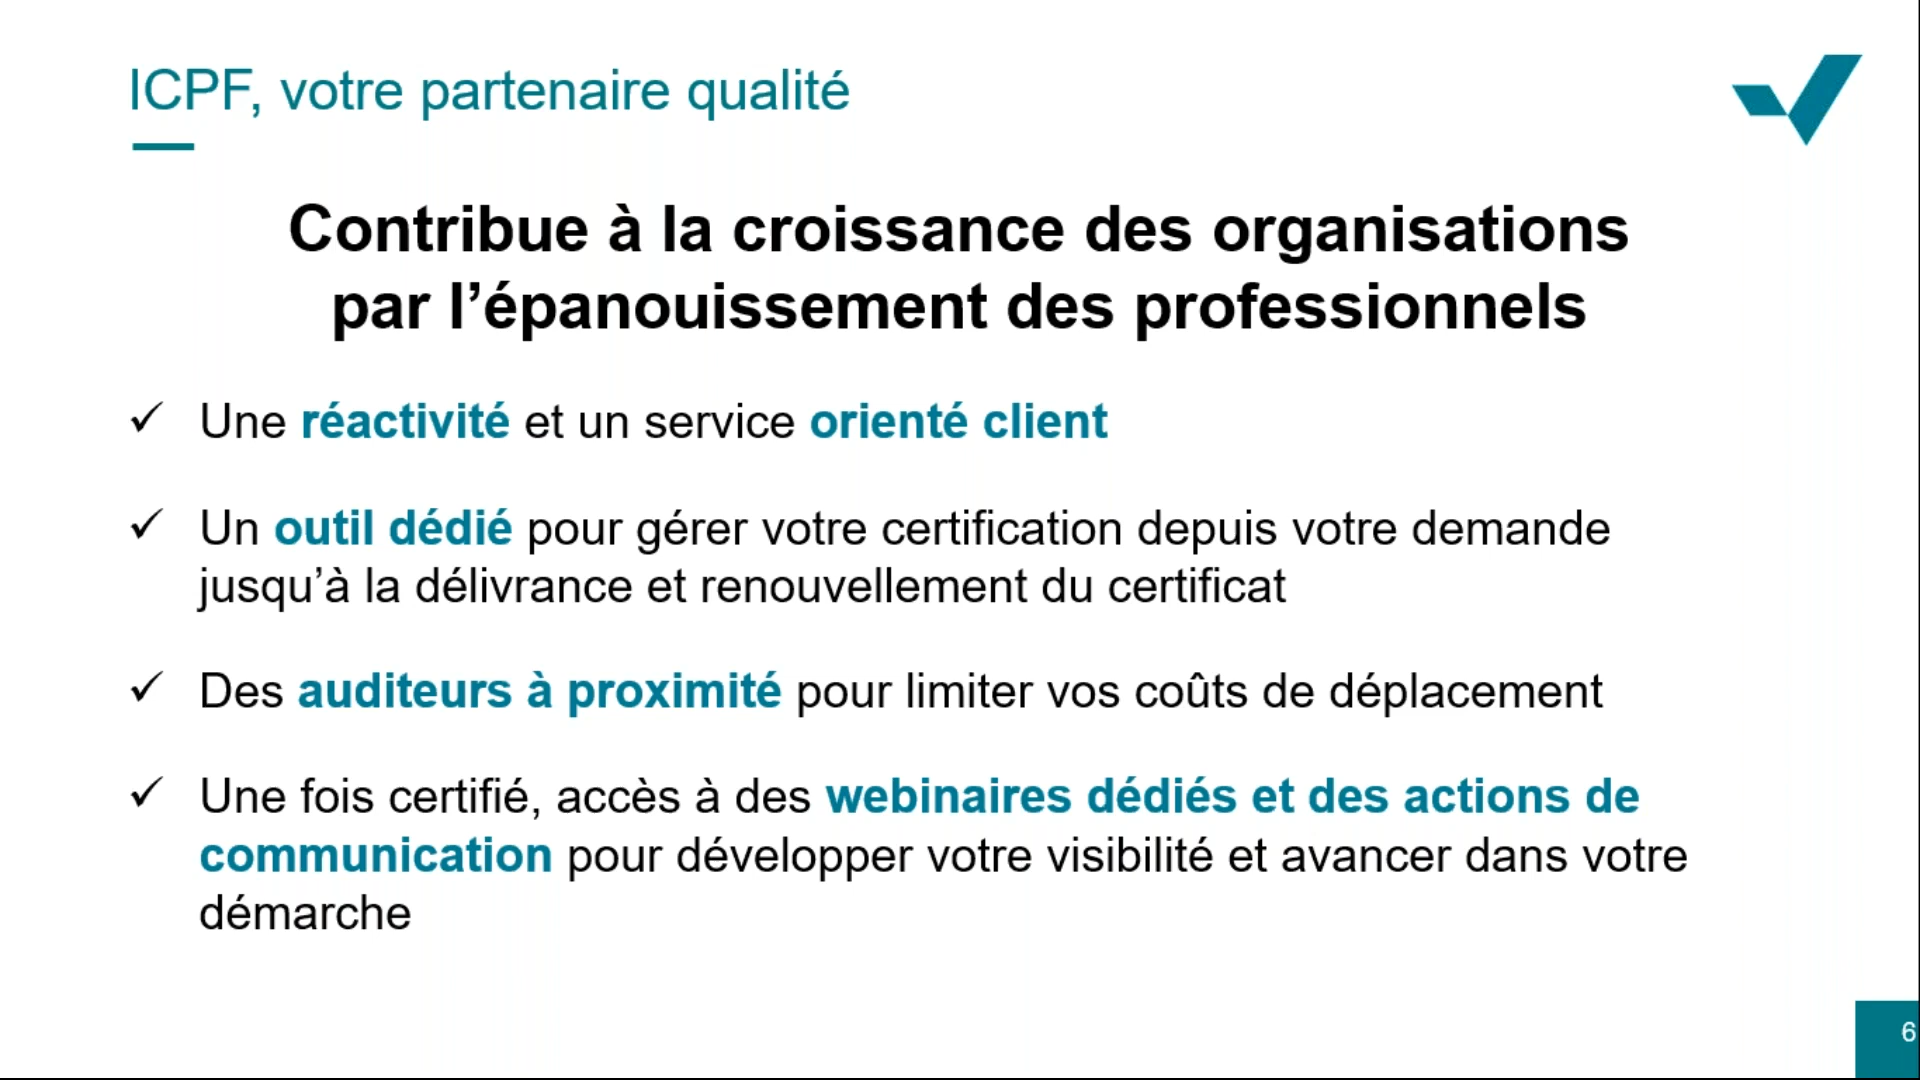 ICPF, votre partenaire qualité
Contribue à la croissance des organisations
par l’épanouissement des professionnels
✓ Une réactivité et un service orienté client
✓ Un outil dédié pour gérer votre certification depuis votre demande
jusqu’à la délivrance et renouvellement du certificat
✓ Des auditeurs à proximité pour limiter vos coûts de déplacement
✓ Une fois certifié, accès à des webinaires dédiés et des actions de
communication pour développer votre visibilité et avancer dans votre
démarche
6